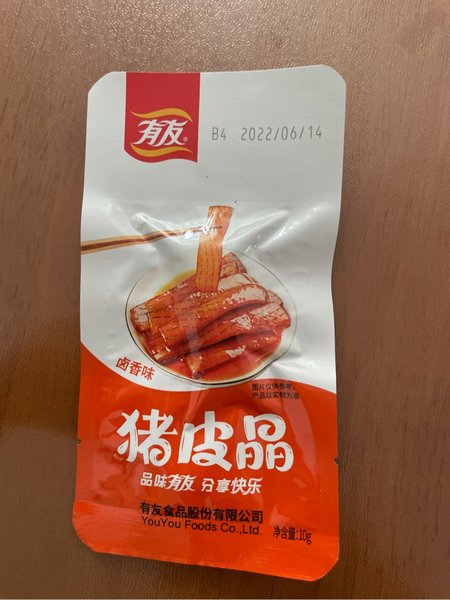 有友®
B4 2022/06/14
卤香味
图片仅供参考,
产品以实物为准
猪皮晶
品味有友 分享快乐
有友食品股份有限公司
YouYou Foods Co.,Ltd.
净含量:10g